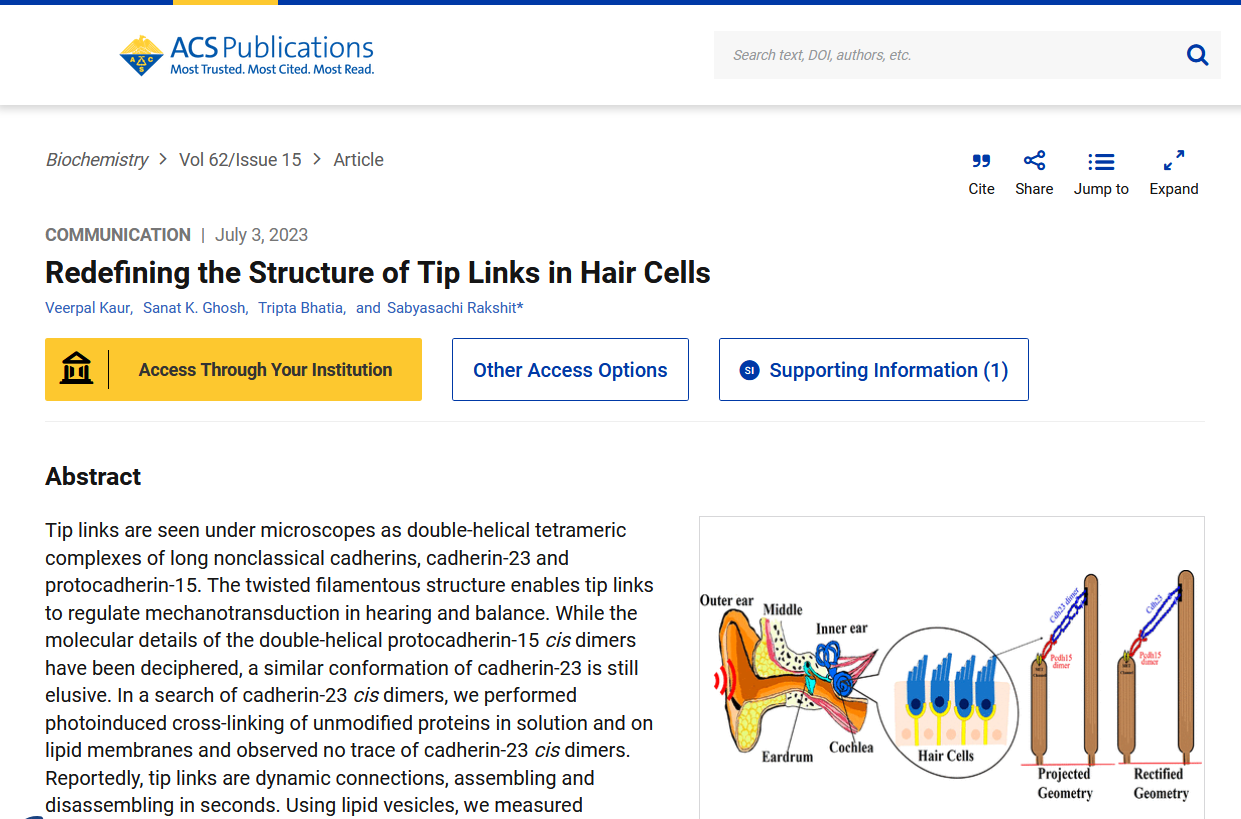 ACS Publications
Most Trusted. Most Cited. Most Read.
Search text, DOI, authors, etc.
Biochemistry > Vol 62/Issue 15 > Article
Cite Share Jump to Expand
COMMUNICATION | July 3, 2023
Redefining the Structure of Tip Links in Hair Cells
Veerpal Kaur, Sanat K. Ghosh, Tripta Bhatia, and Sabyasachi Rakshit*
Access Through Your Institution
Other Access Options
SI Supporting Information (1)
Abstract
Tip links are seen under microscopes as double-helical tetrameric
complexes of long nonclassical cadherins, cadherin-23 and
protocadherin-15. The twisted filamentous structure enables tip links
to regulate mechanotransduction in hearing and balance. While the
molecular details of the double-helical protocadherin-15 cis dimers
have been deciphered, a similar conformation of cadherin-23 is still
elusive. In a search of cadherin-23 cis dimers, we performed
photoinduced cross-linking of unmodified proteins in solution and on
lipid membranes and observed no trace of cadherin-23 cis dimers.
Reportedly, tip links are dynamic connections, assembling and
disassembling in seconds. Using lipid vesicles, we measured
Outer ear
Middle
Inner ear
Eardrum
Cochlea
Hair Cells
Cdh23 dimer
Pcdh15
dimer
Projected
Geometry
Cdh23
Pcdh15
dimer
Rectified
Geometry